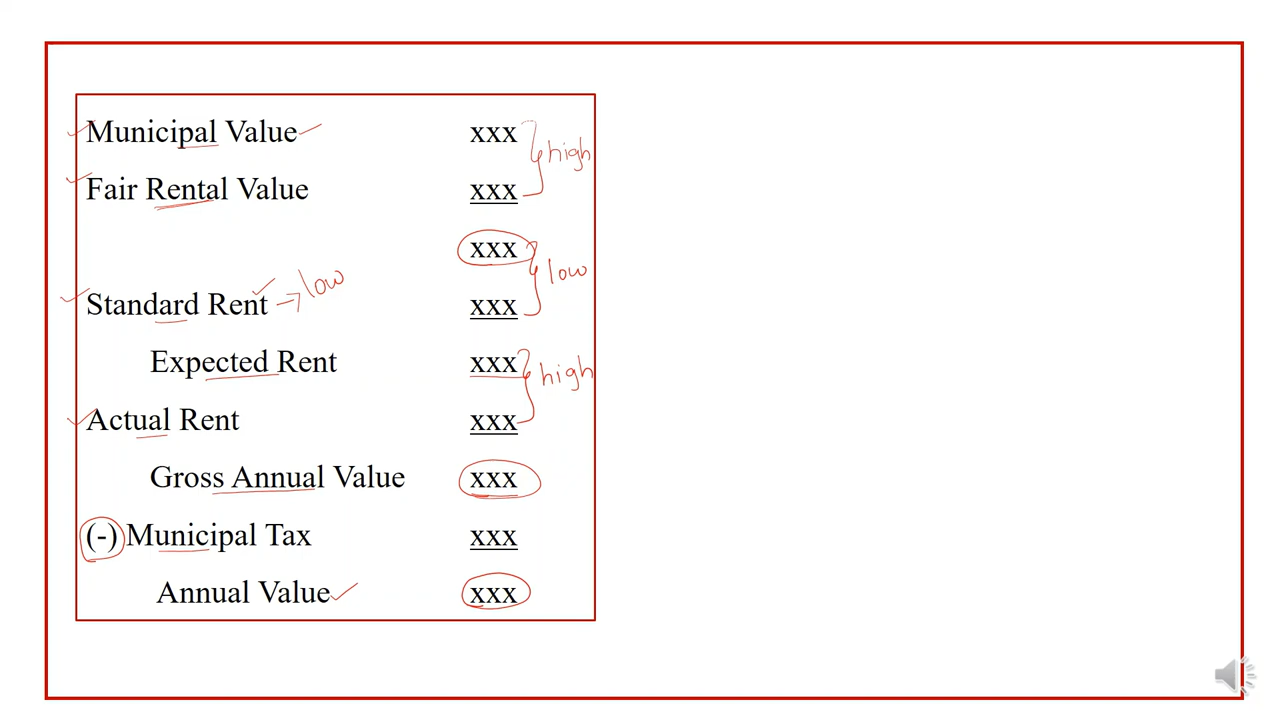 Municipal Value xxx
high
Fair Rental Value xxx
xxx
low
Standard Rent → low xxx
Expected Rent xxx
high
Actual Rent xxx
Gross Annual Value xxx
(-) Municipal Tax xxx
Annual Value xxx